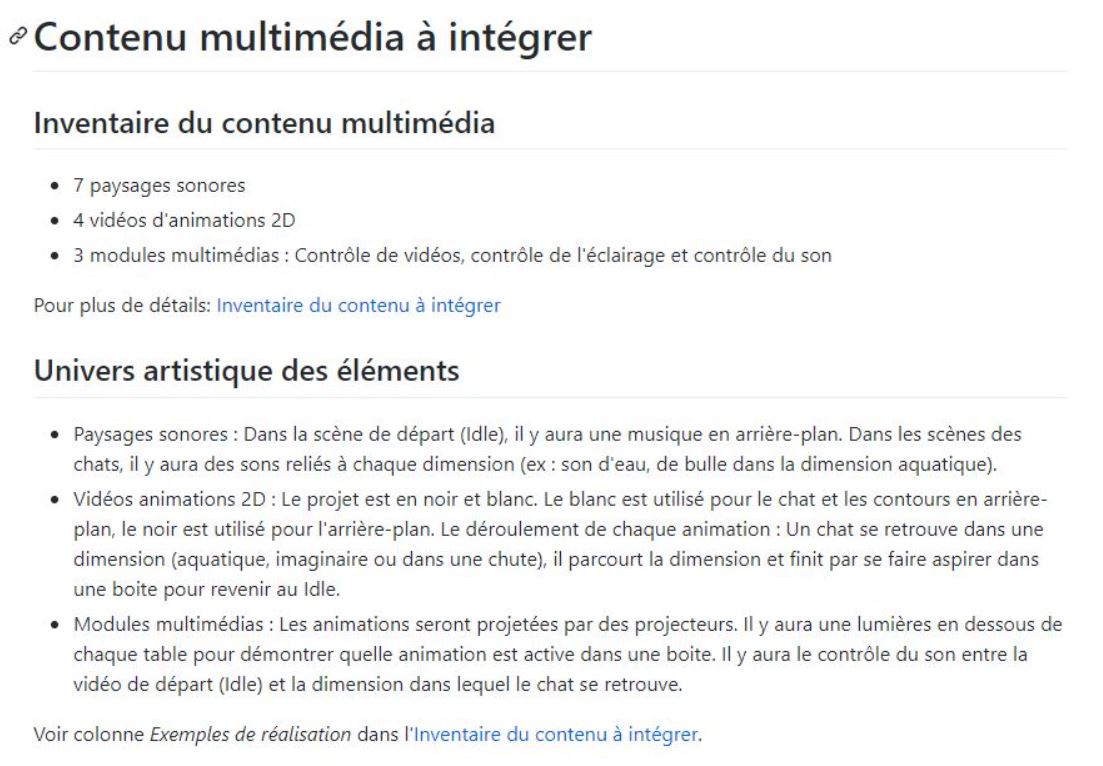 Contenu multimédia à intégrer
Inventaire du contenu multimédia
• 7 paysages sonores
• 4 vidéos d'animations 2D
• 3 modules multimédias : Contrôle de vidéos, contrôle de l'éclairage et contrôle du son
Pour plus de détails: Inventaire du contenu à intégrer
Univers artistique des éléments
• Paysages sonores : Dans la scène de départ (Idle), il y aura une musique en arrière-plan. Dans les scènes des
chats, il y aura des sons reliés à chaque dimension (ex : son d'eau, de bulle dans la dimension aquatique).
• Vidéos animations 2D : Le projet est en noir et blanc. Le blanc est utilisé pour le chat et les contours en arrière-
plan, le noir est utilisé pour l'arrière-plan. Le déroulement de chaque animation : Un chat se retrouve dans une
dimension (aquatique, imaginaire ou dans une chute), il parcourt la dimension et finit par se faire aspirer dans
une boite pour revenir au Idle.
• Modules multimédias : Les animations seront projetées par des projecteurs. Il y aura une lumières en dessous de
chaque table pour démontrer quelle animation est active dans une boite. Il y aura le contrôle du son entre la
vidéo de départ (Idle) et la dimension dans lequel le chat se retrouve.
Voir colonne Exemples de réalisation dans l'Inventaire du contenu à intégrer.